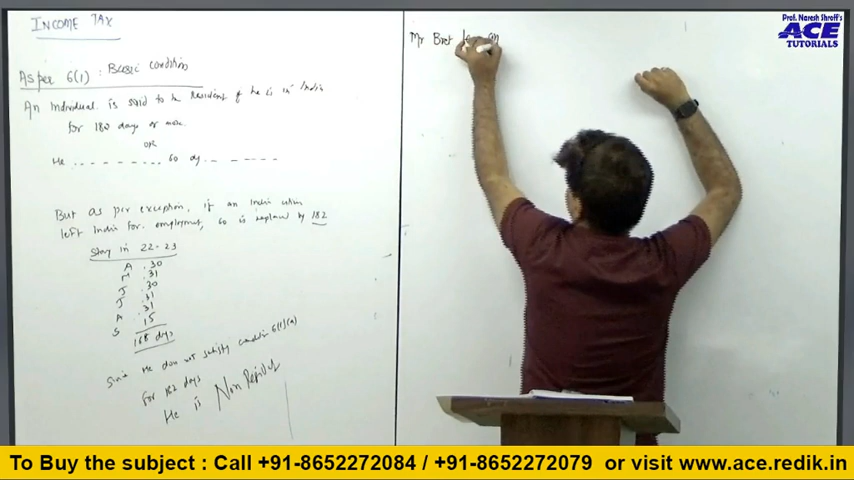 INCOME TAX
As per 6(1) : Basic condition
An Individual is said to be Resident if he is in India
for 182 days or more
OR
He ............ 60 dy ............
But as per exception, if an Indian citizen
left India for employment, 60 is replaced by 182
Stay in 22-23
A . 30
M . 31
J . 30
J . 31
A . 31
S 15
168 days
Since He does not satisfy condition 6(1)(a)
for 182 days
He is Non Resident
Mr Bret
an
Prof. Naresh Shroff's
ACE
TUTORIALS
To Buy the subject : Call +91-8652272084 / +91-8652272079 or visit www.ace.redik.in